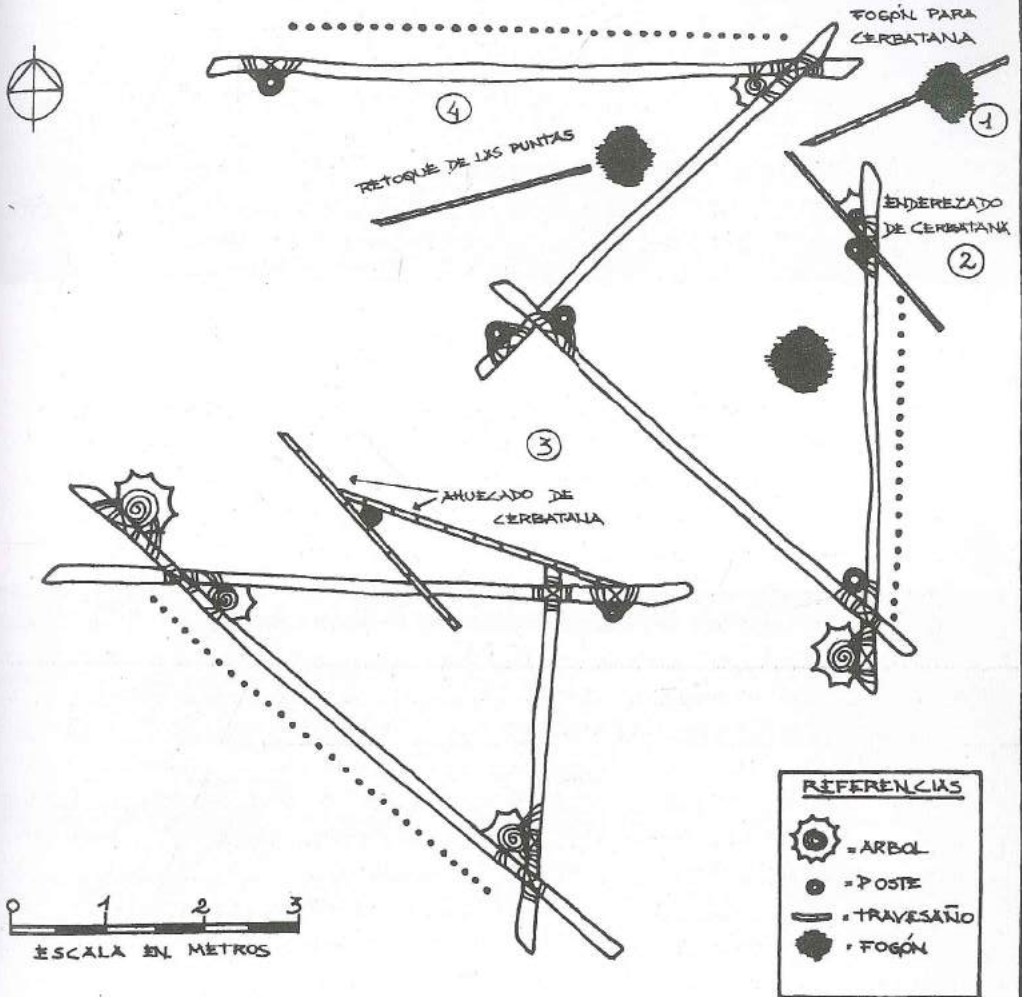 FOGÓN PARA
CERBATANA
1
4
RETOQUE DE LAS PUNTAS
ENDEREZADO
DE CERBATANA
2
3
AHUECADO DE
CERBATANA
REFERENCIAS
= ARBOL
= POSTE
= TRAVESAÑO
= FOGÓN
0 1 2 3
ESCALA EN METROS